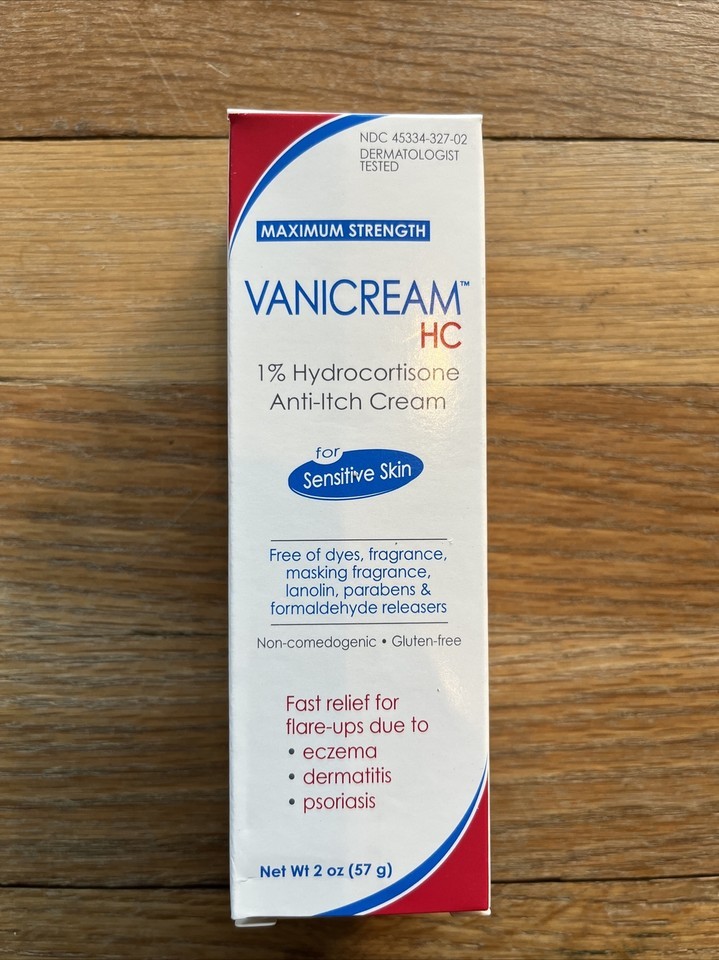 NDC 45334-327-02
DERMATOLOGIST
TESTED
MAXIMUM STRENGTH
VANICREAM™
HC
1% Hydrocortisone
Anti-Itch Cream
for
Sensitive Skin
Free of dyes, fragrance,
masking fragrance,
lanolin, parabens &
formaldehyde releasers
Non-comedogenic • Gluten-free
Fast relief for
flare-ups due to
• eczema
• dermatitis
• psoriasis
Net Wt 2 oz (57 g)